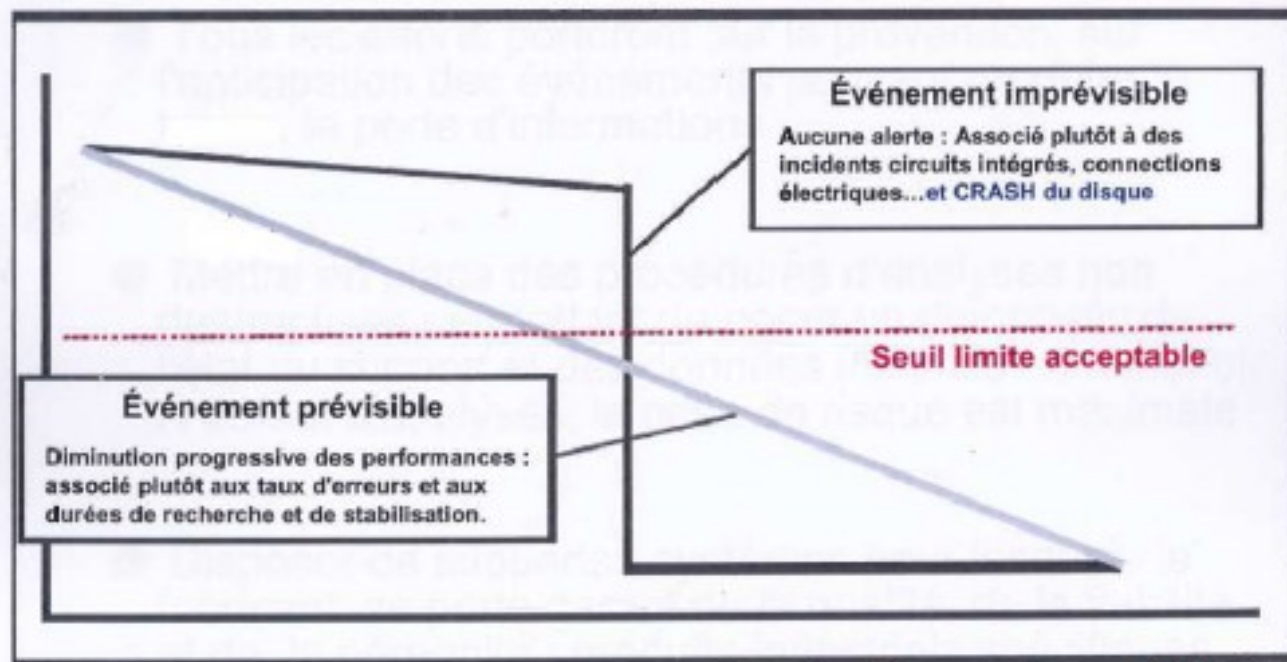 Événement imprévisible
Aucune alerte : Associé plutôt à des
incidents circuits intégrés, connections
électriques...et CRASH du disque
Seuil limite acceptable
Événement prévisible
Diminution progressive des performances :
associé plutôt aux taux d'erreurs et aux
durées de recherche et de stabilisation.